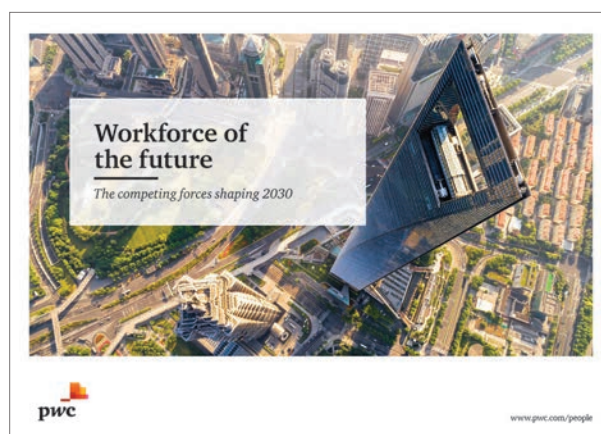 Workforce of
the future
The competing forces shaping 2030
pwc
www.pwc.com/people